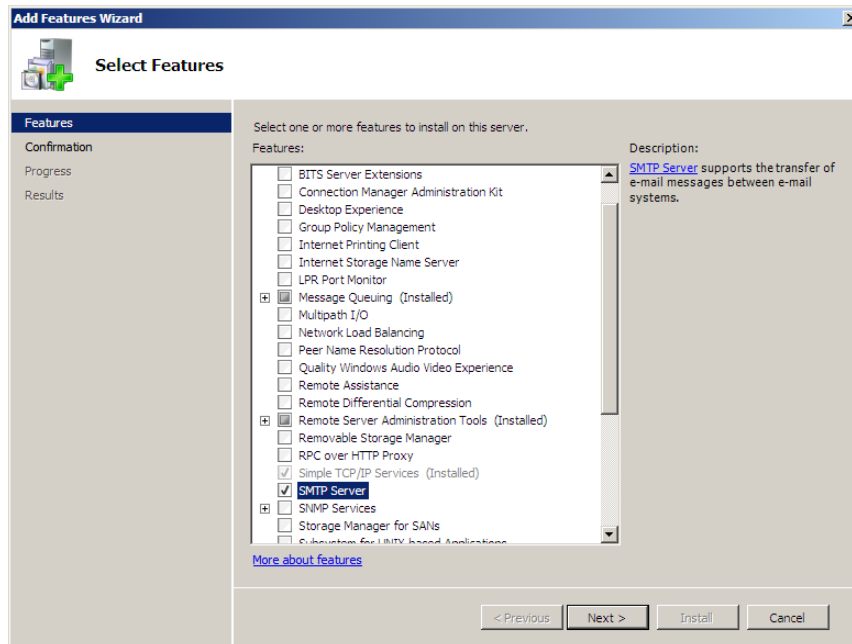 Add Features Wizard
Select Features
Features
Confirmation
Progress
Results
Select one or more features to install on this server.
Features:
BITS Server Extensions
Connection Manager Administration Kit
Desktop Experience
Group Policy Management
Internet Printing Client
Internet Storage Name Server
LPR Port Monitor
Message Queuing (Installed)
Multipath I/O
Network Load Balancing
Peer Name Resolution Protocol
Quality Windows Audio Video Experience
Remote Assistance
Remote Differential Compression
Remote Server Administration Tools (Installed)
Removable Storage Manager
RPC over HTTP Proxy
Simple TCP/IP Services (Installed)
SMTP Server
SNMP Services
Storage Manager for SANs
Subsystem for UNIX-based Applications
More about features
Description:
SMTP Server supports the transfer of
e-mail messages between e-mail
systems.
< Previous
Next >
Install
Cancel